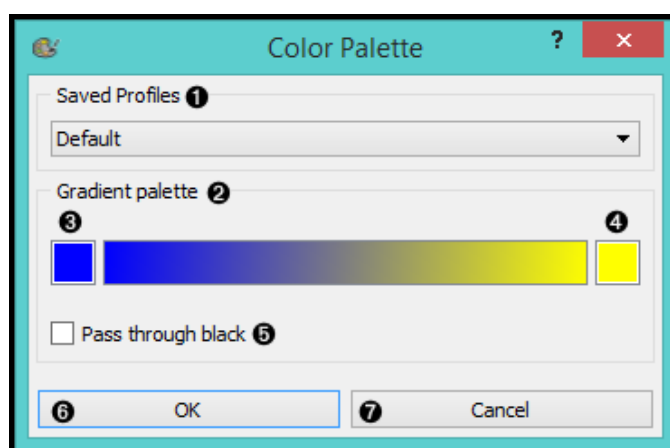 Color Palette ? ×
Saved Profiles ❶
Default
Gradient palette ❷
❸ ❹
Pass through black ❺
❻ OK ❼ Cancel